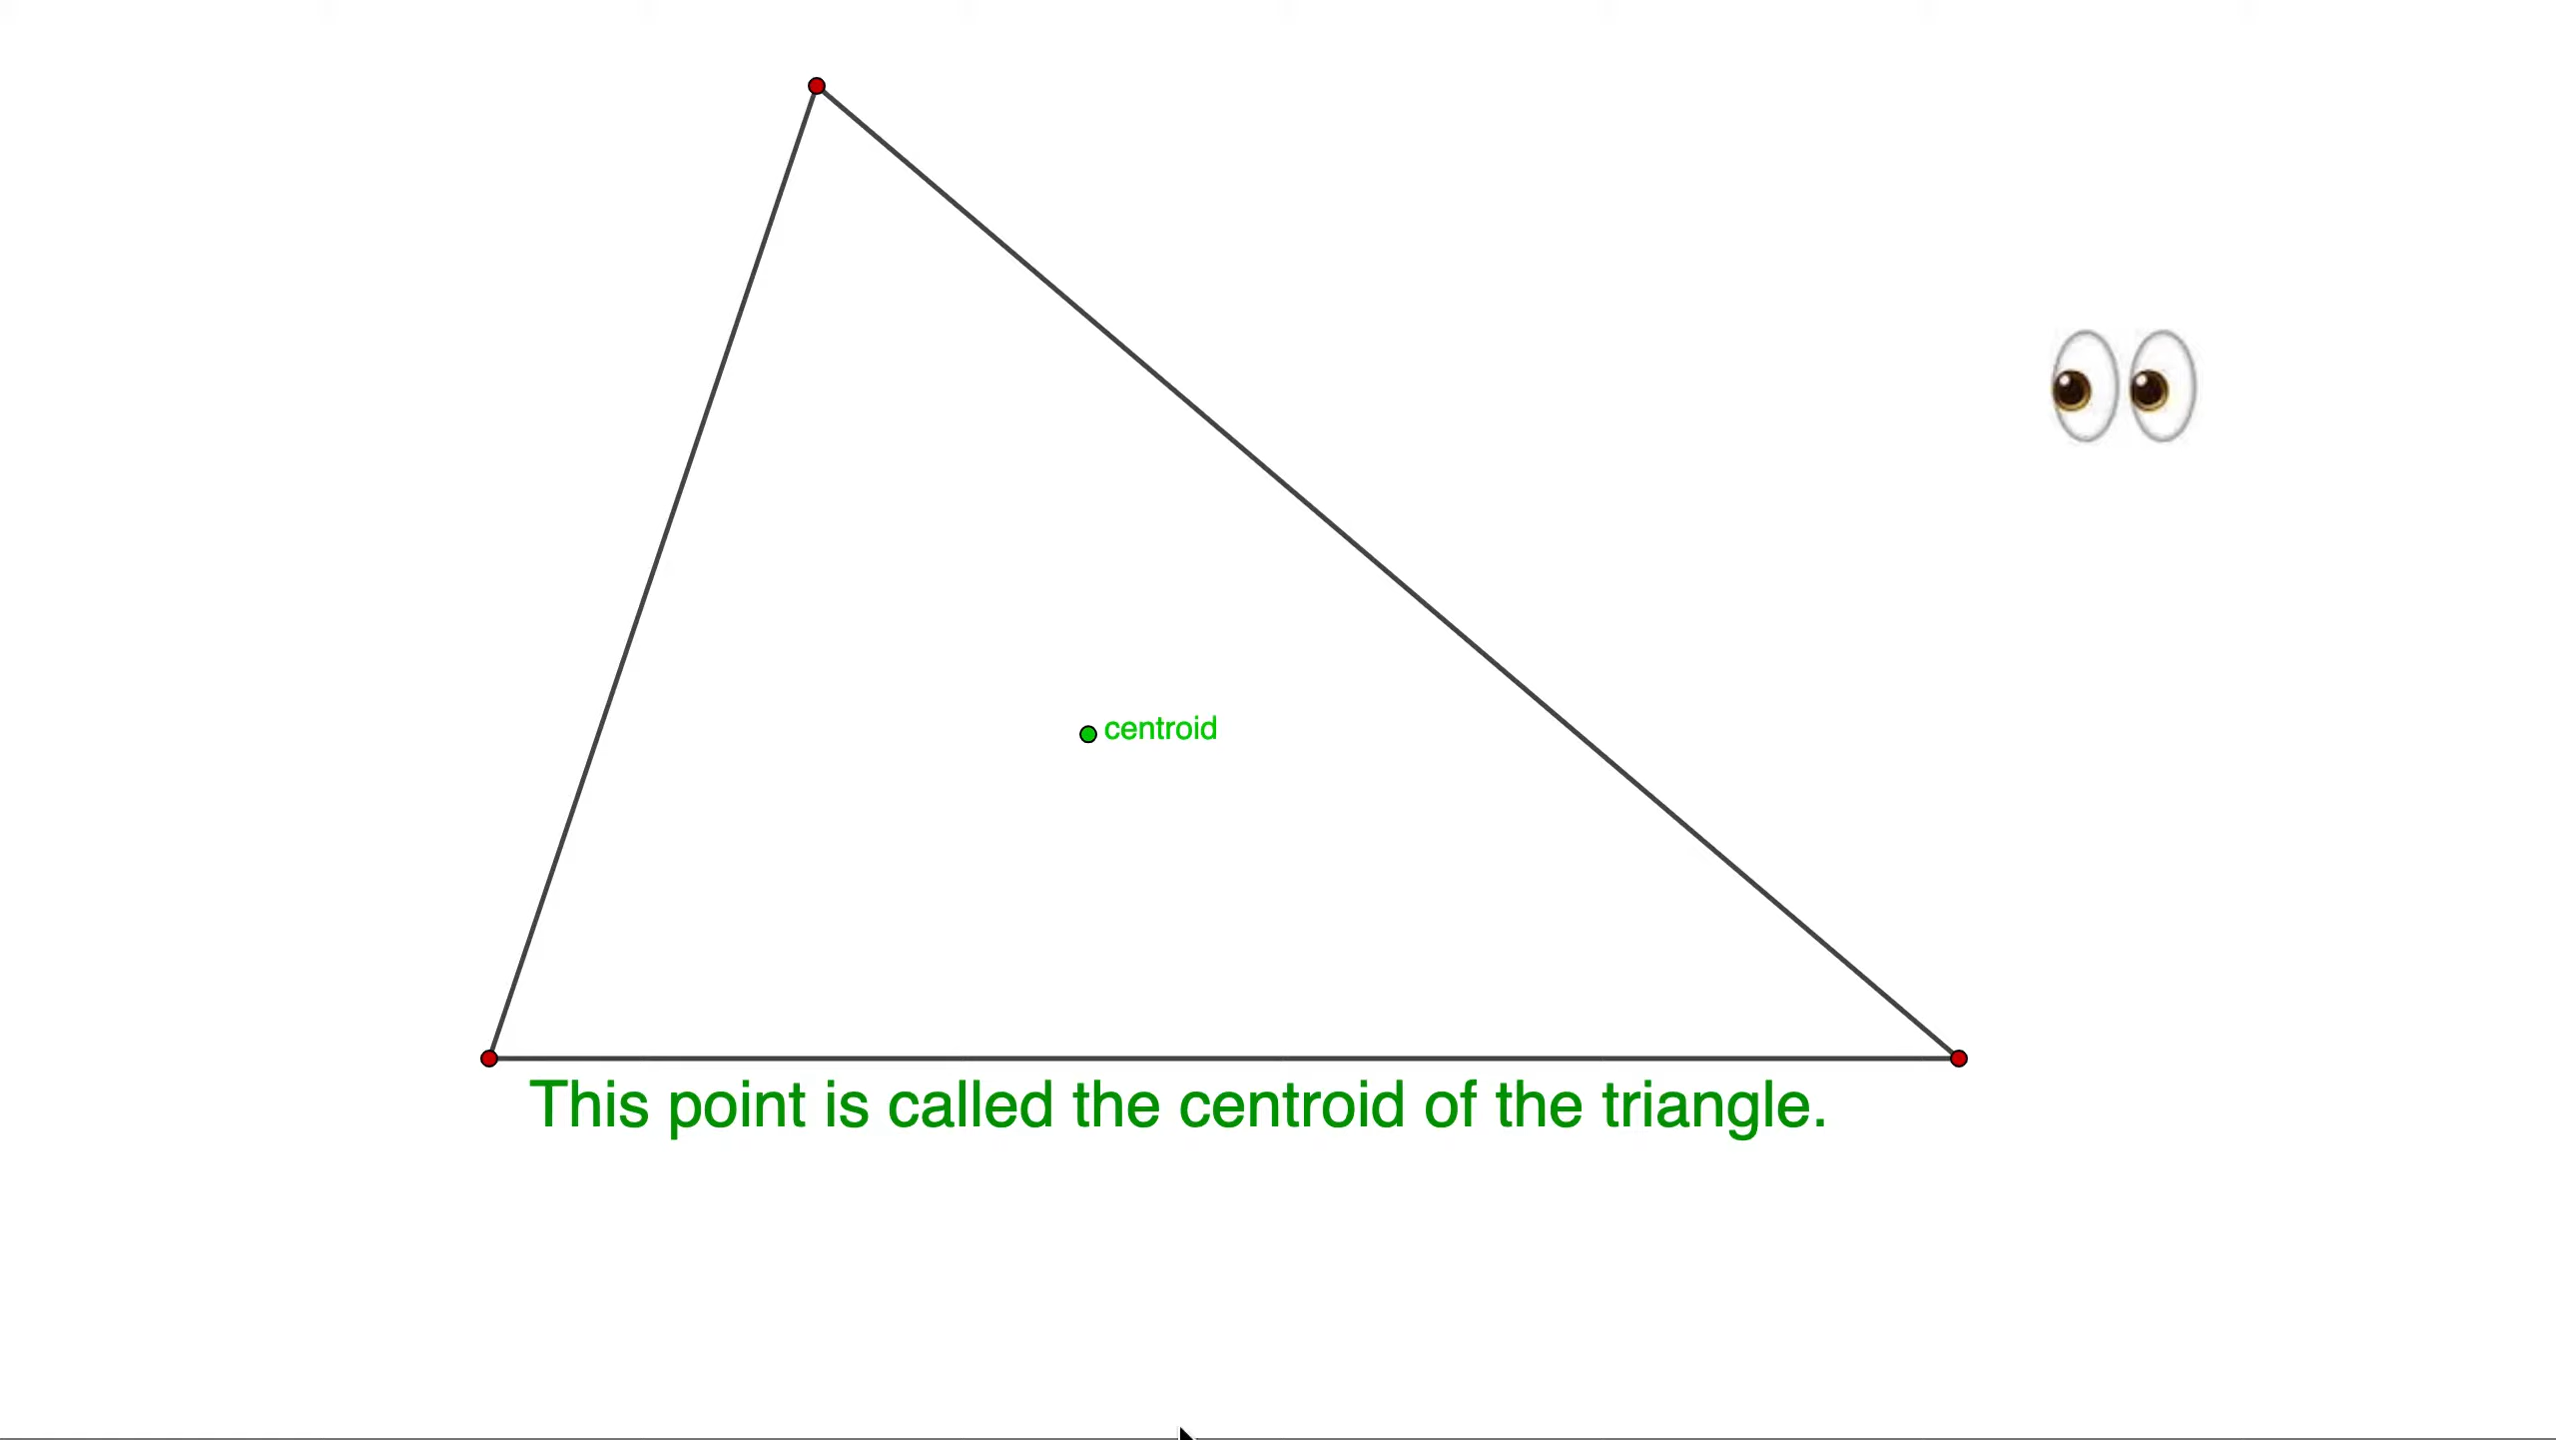 centroid
This point is called the centroid of the triangle.